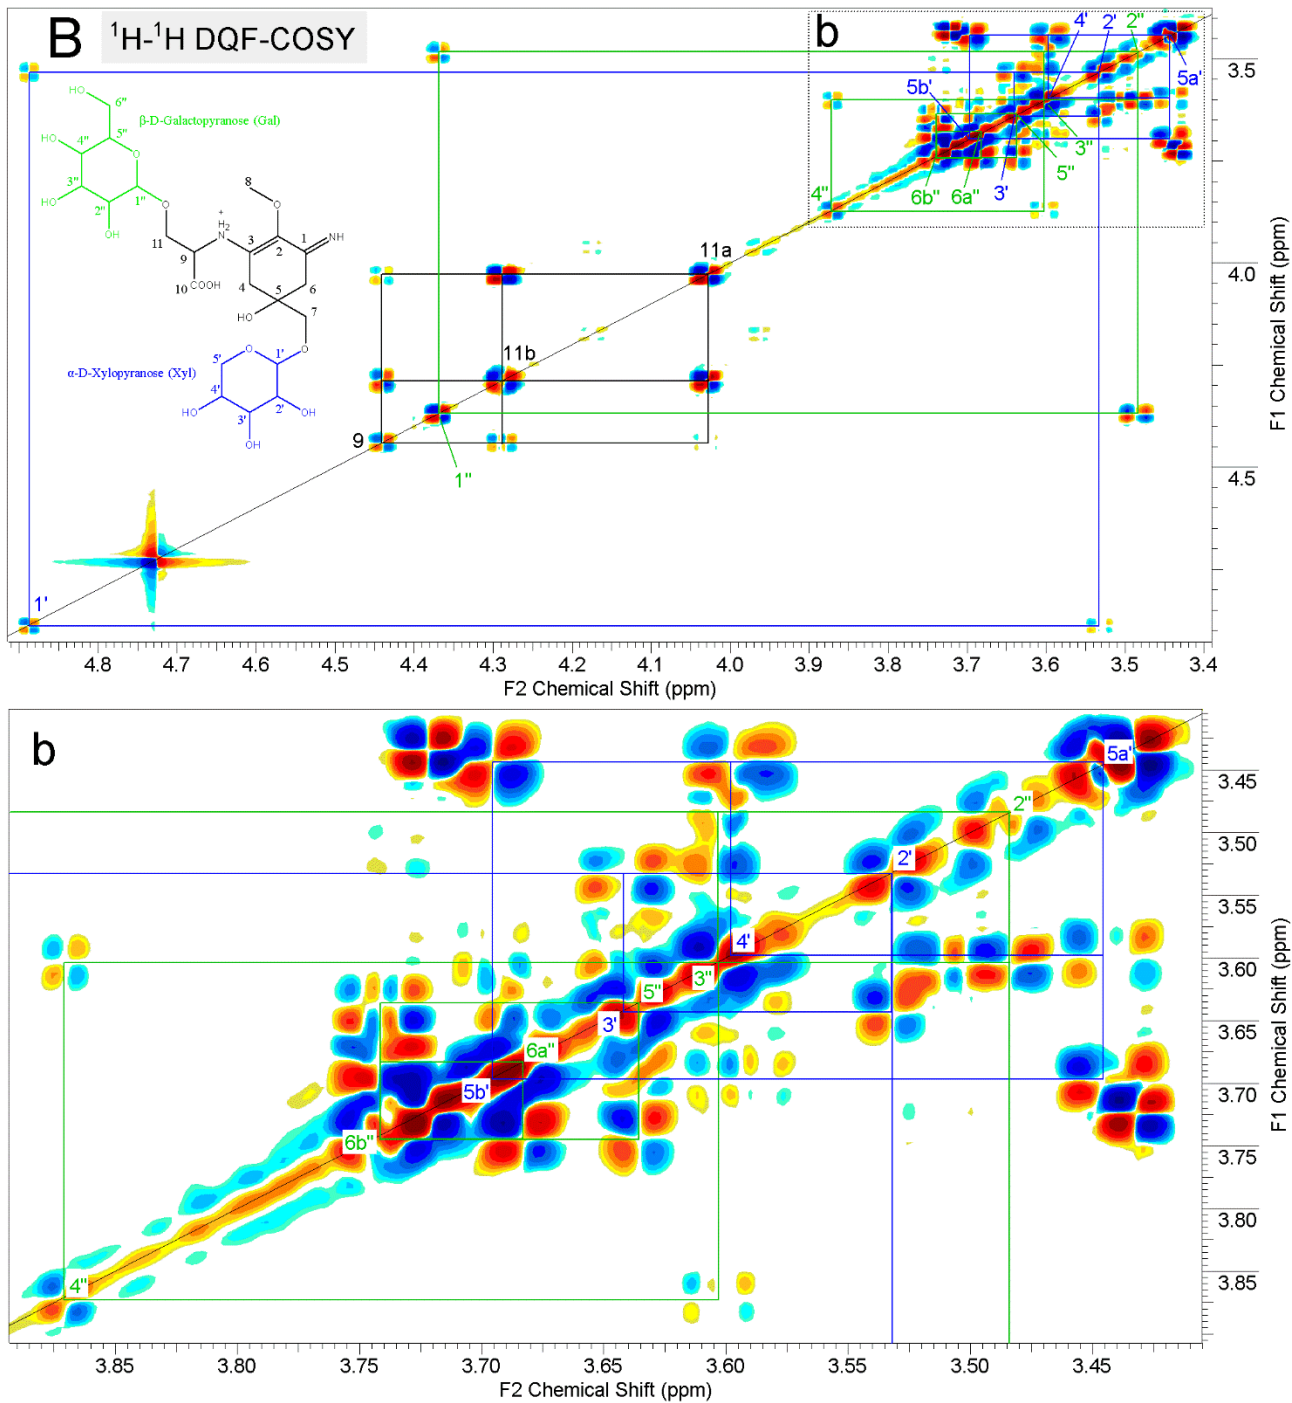 B
¹H-¹H DQF-COSY
b
4'
2'
2''
5a'
5b'
3''
5''
3'
6a''
6b''
4''
11a
11b
9
1''
1'
HO
6''
β-D-Galactopyranose (Gal)
HO
4''
5''
O
3''
HO
2''
1''
OH
O
11
8
O
+
N
H₂
3
2
1
NH
9
10
COOH
4
5
6
HO
7
O
O
1'
5'
α-D-Xylopyranose (Xyl)
4'
2'
HO
3'
OH
OH
3.5
4.0
4.5
F1 Chemical Shift (ppm)
4.8 4.7 4.6 4.5 4.4 4.3 4.2 4.1 4.0 3.9 3.8 3.7 3.6 3.5 3.4
F2 Chemical Shift (ppm)
b
5a'
2''
2'
4'
3''
5''
3'
6a''
5b'
6b''
4''
3.45
3.50
3.55
3.60
3.65
3.70
3.75
3.80
3.85
F1 Chemical Shift (ppm)
3.85 3.80 3.75 3.70 3.65 3.60 3.55 3.50 3.45
F2 Chemical Shift (ppm)